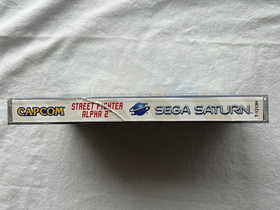 CAPCOM
STREET FIGHTER
ALPHA 2
SEGA SATURN